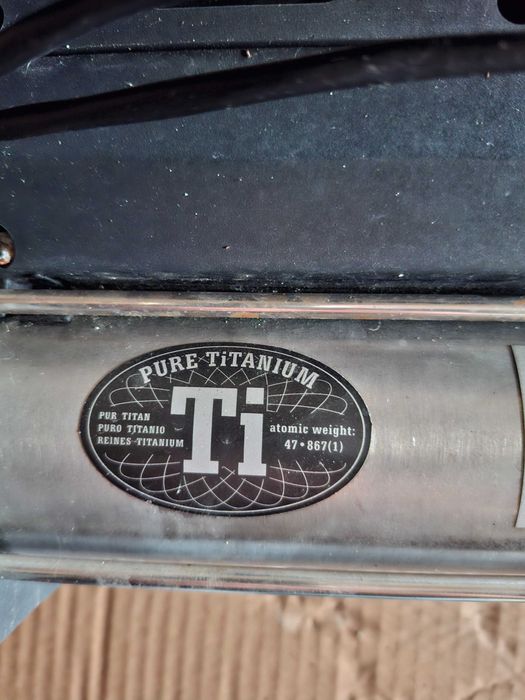 PURE TiTANIUM
Ti
PUR TITAN
PURO TITANIO
REINES-TITANIUM
atomic weight:
47•867(1)